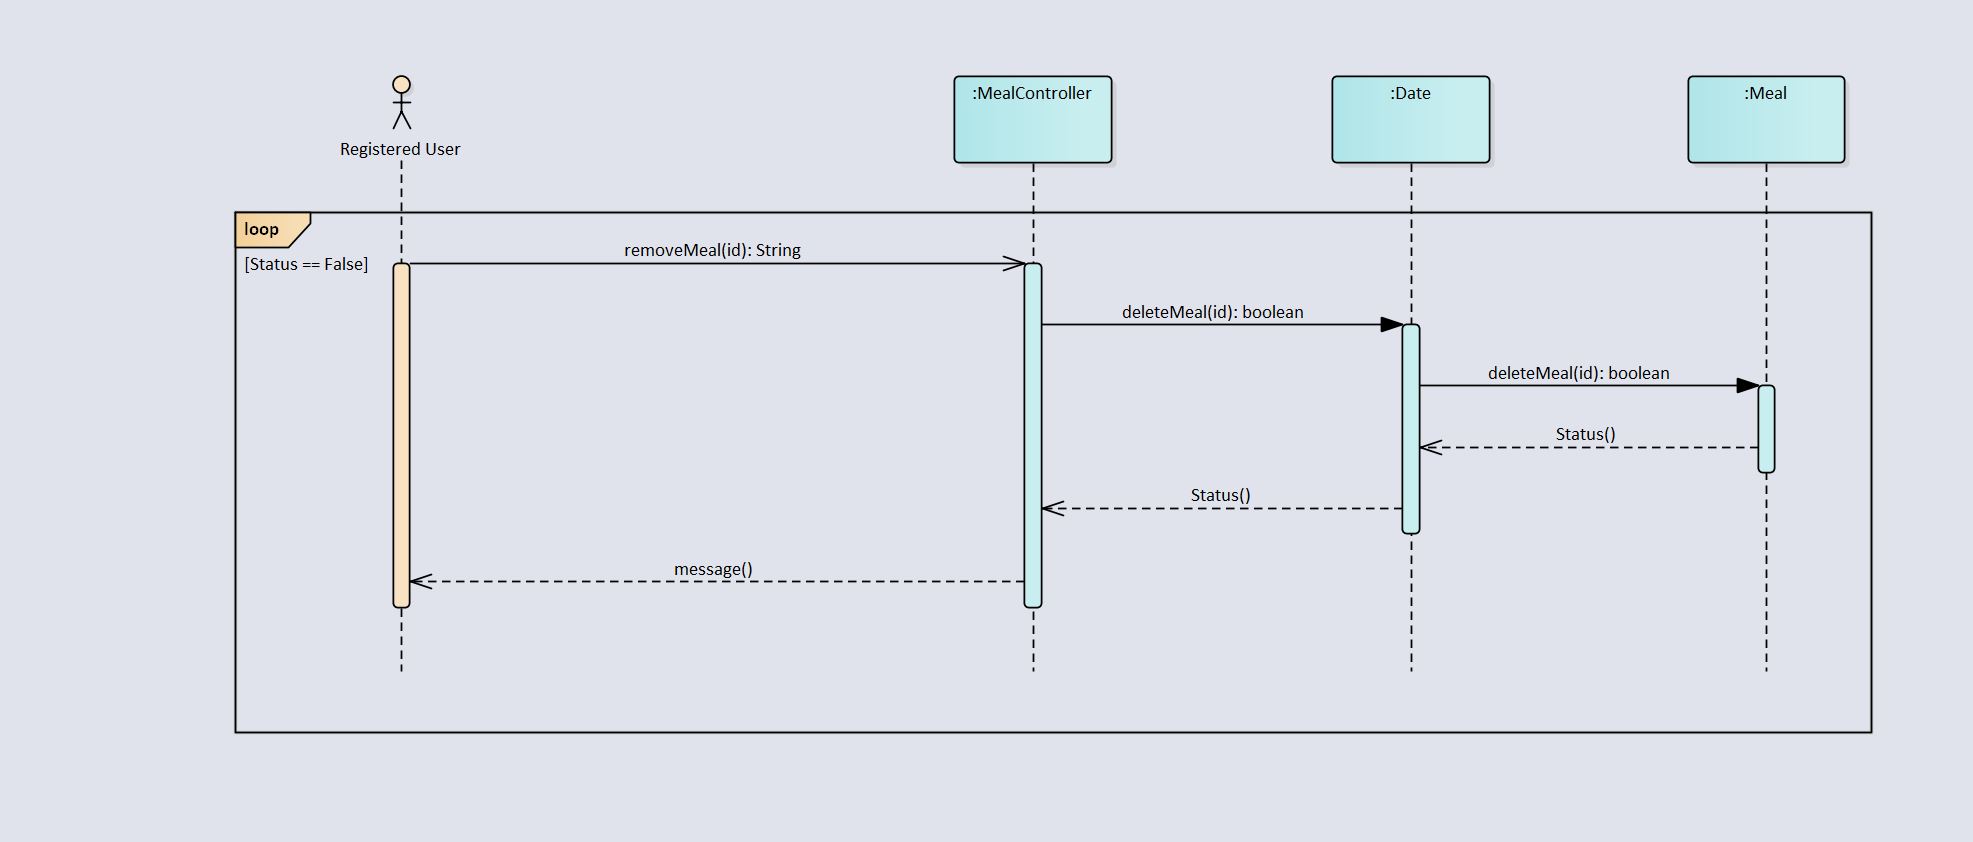 :MealController
:Date
:Meal
Registered User
loop
[Status == False]
removeMeal(id): String
deleteMeal(id): boolean
deleteMeal(id): boolean
Status()
Status()
message()